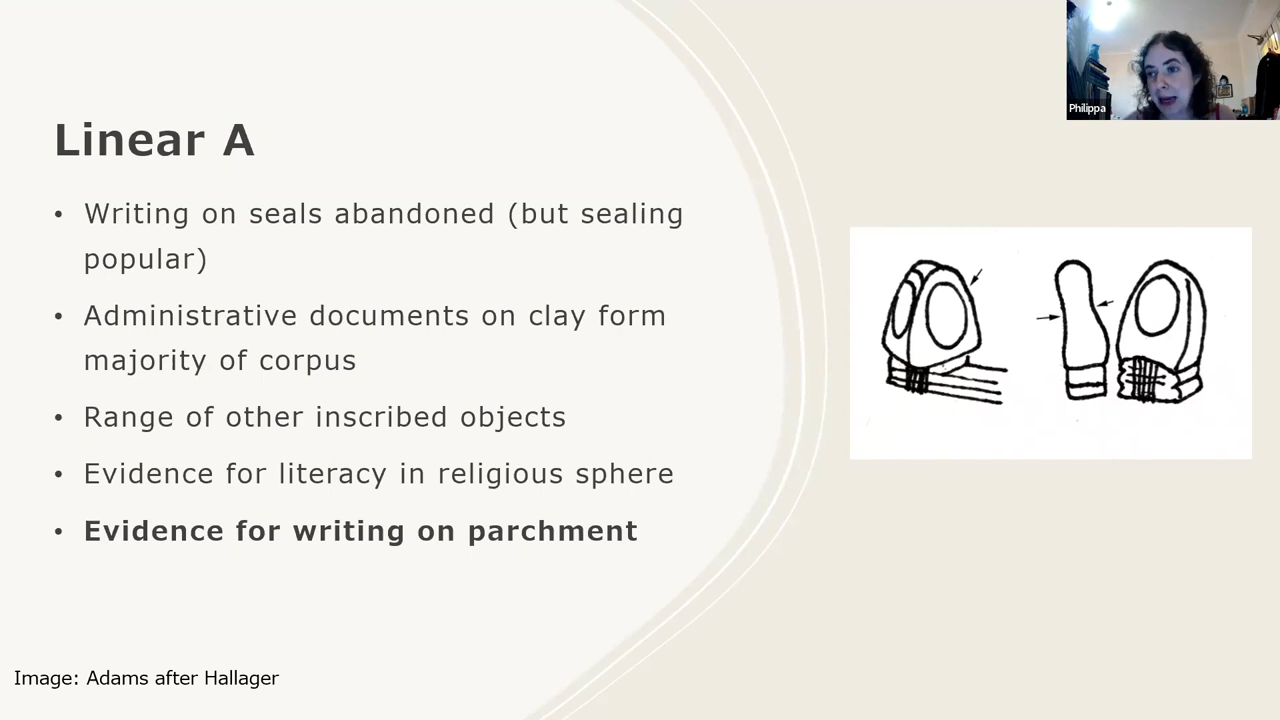 Philippa
Linear A
• Writing on seals abandoned (but sealing
popular)
• Administrative documents on clay form
majority of corpus
• Range of other inscribed objects
• Evidence for literacy in religious sphere
• Evidence for writing on parchment
Image: Adams after Hallager